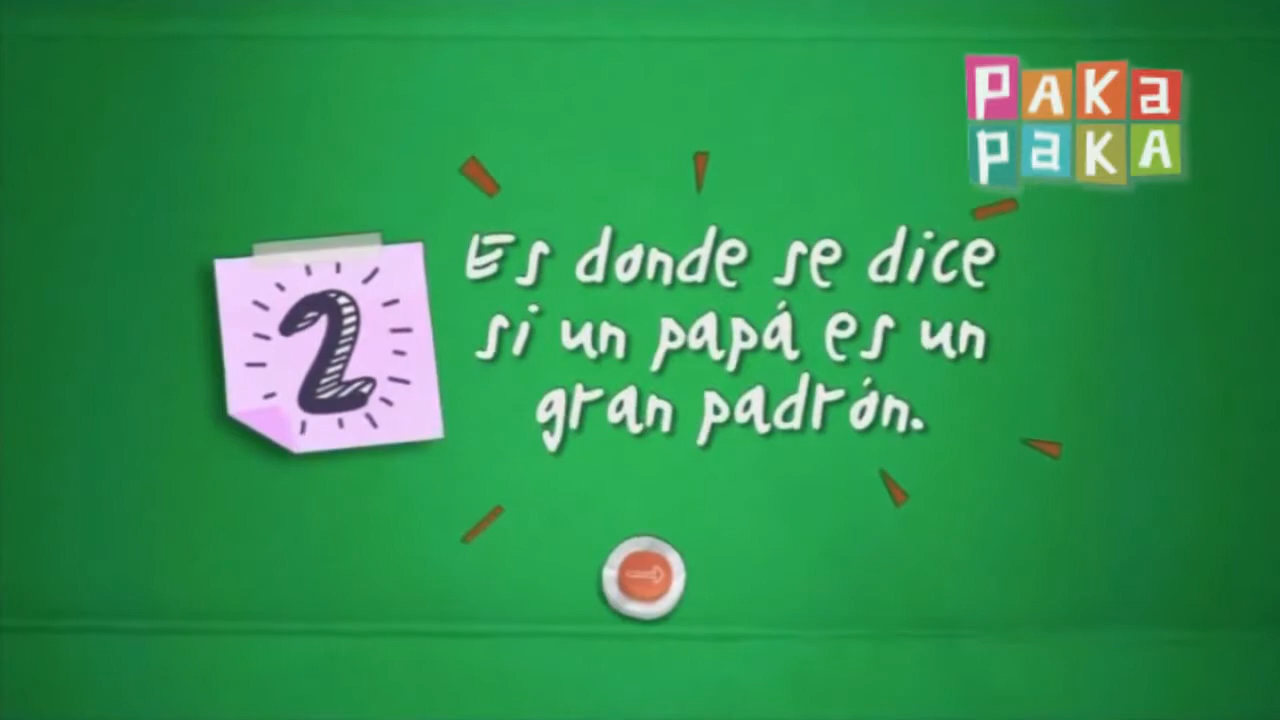 PAKa
PaKA
2
Es donde se dice
si un papá es un
gran padrón.